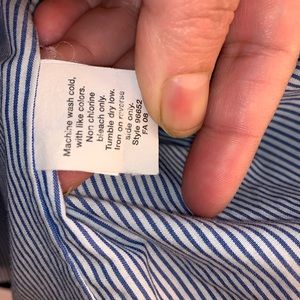 Machine wash cold,
with like colors.
Non chlorine
bleach only.
Tumble dry low.
Iron on reverse
side only.
Style 96652
FA 08